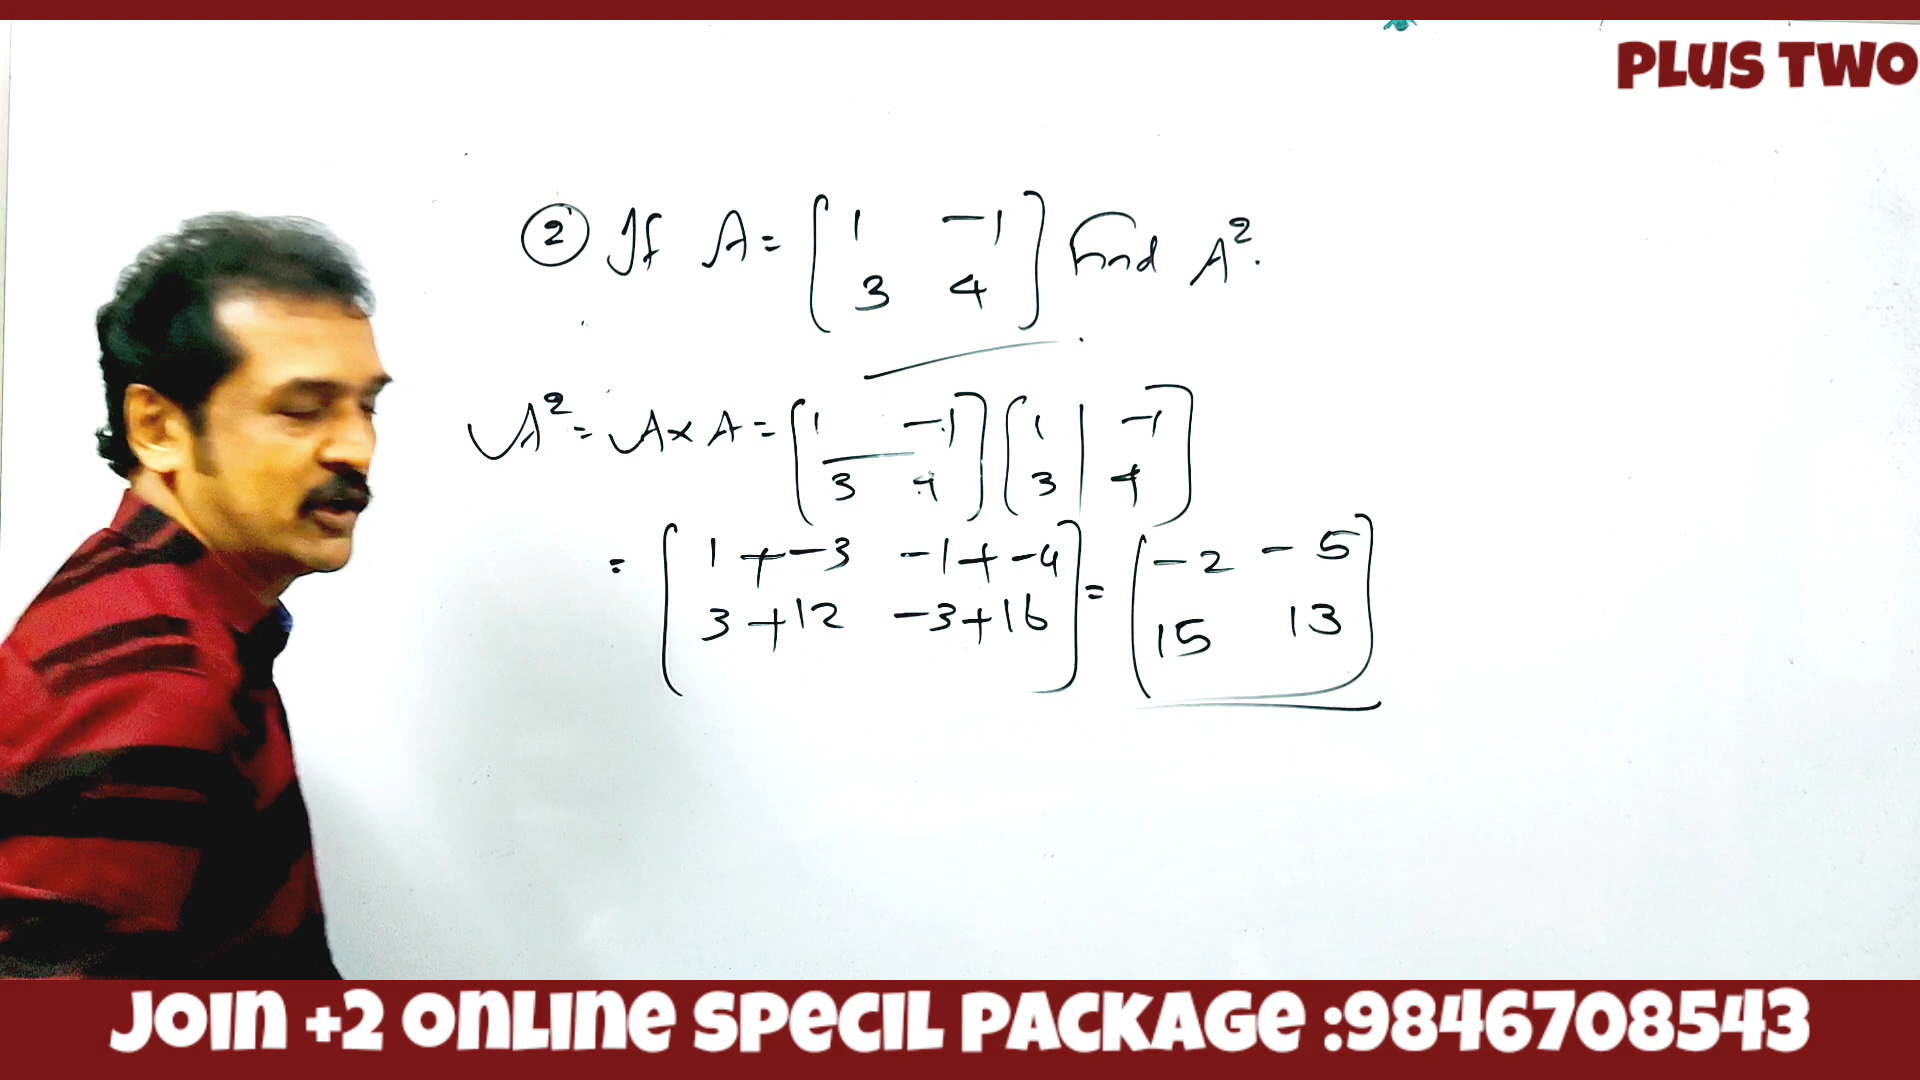 PLUS TWO
② If A = [1 -1] Find A².
[3 4]
A² = A × A = [1 -1] [1 -1]
[3 4] [3 4]
= [1 + -3 -1 + -4] = [-2 -5]
[3 + 12 -3 + 16] [15 13]
JOIN +2 ONLINE SPECIL PACKAGE :9846708543